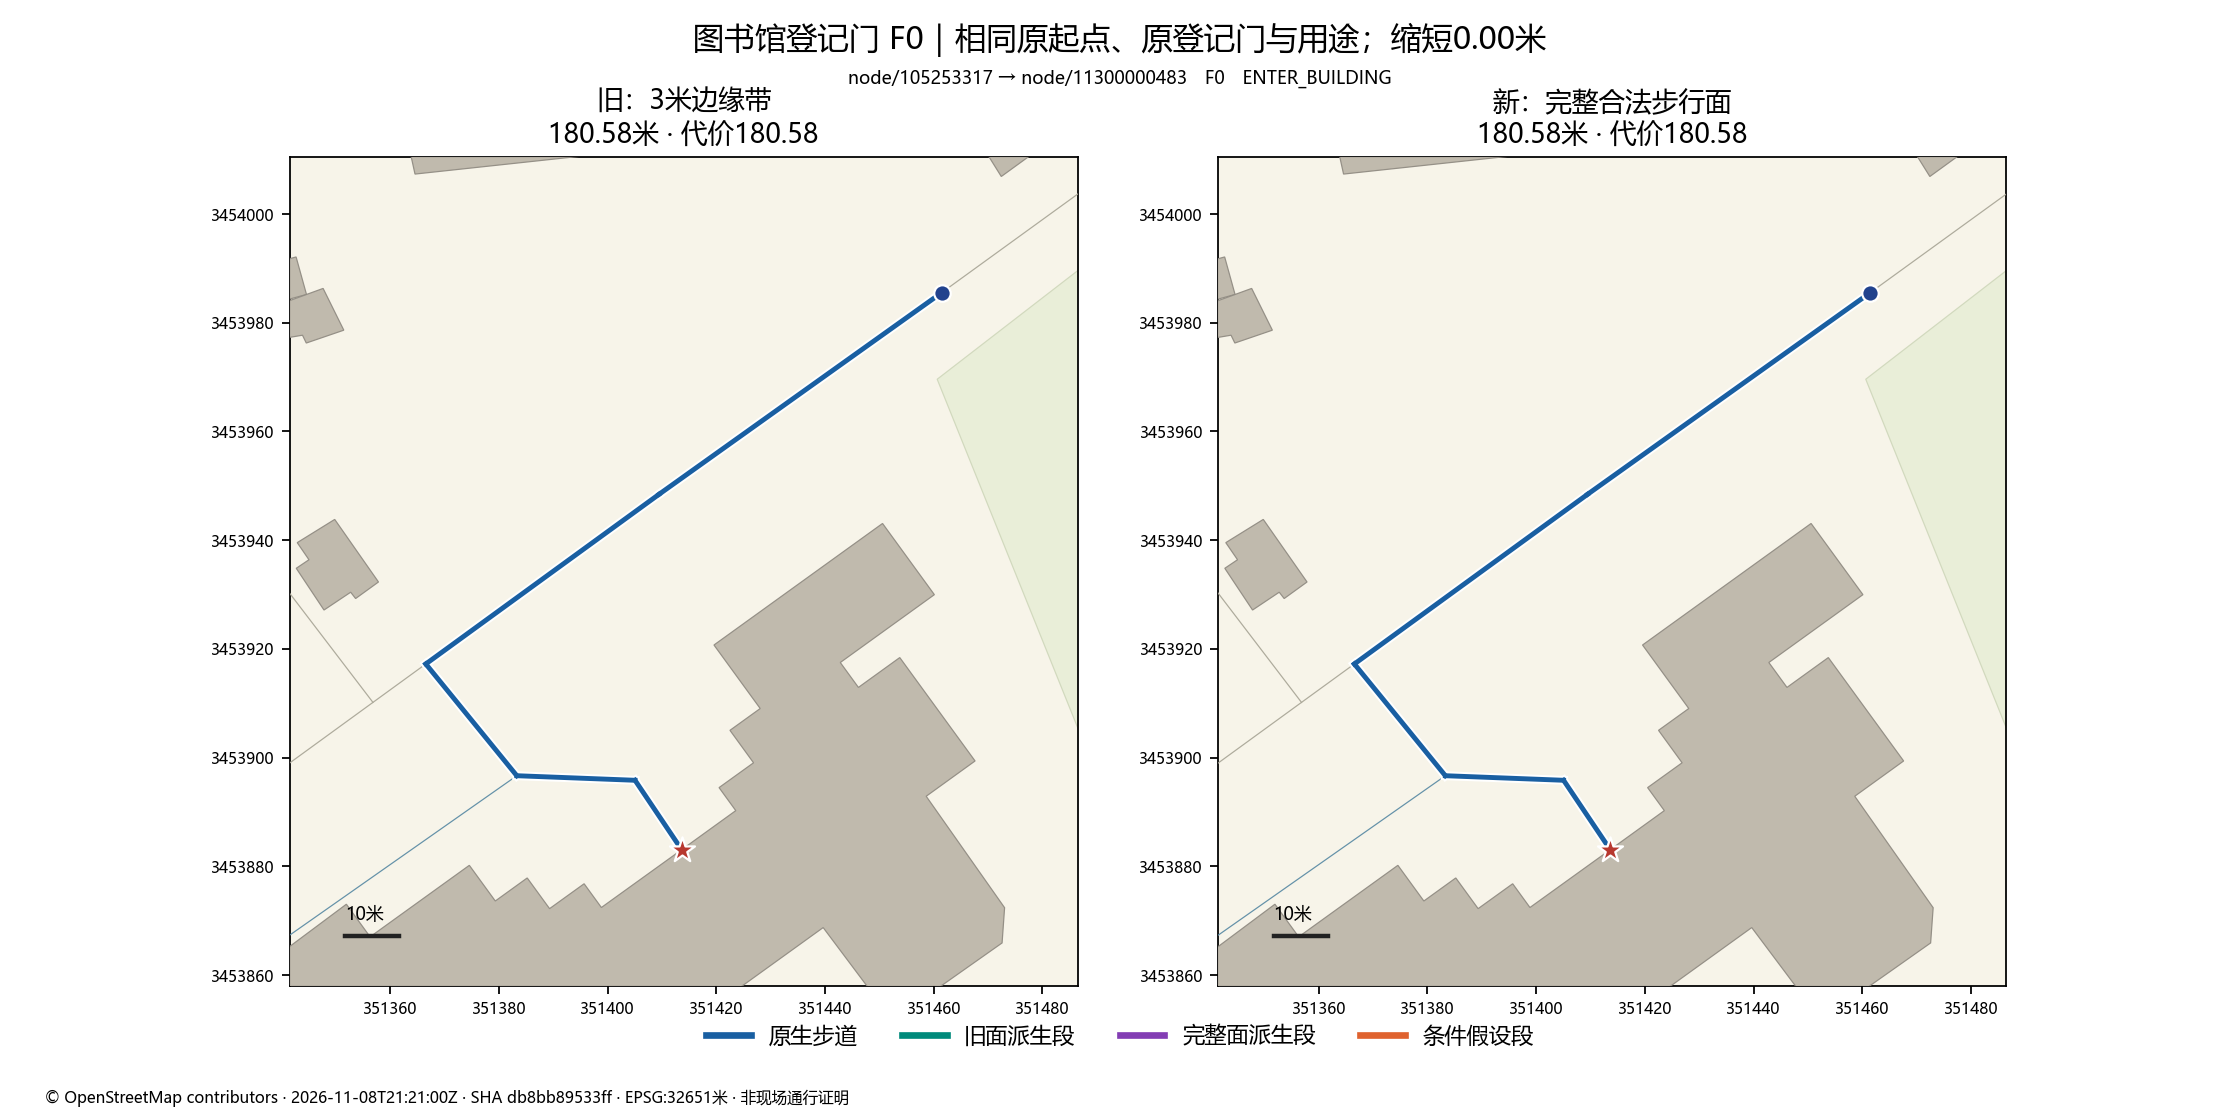 图书馆登记门 F0｜相同原起点、原登记门与用途；缩短0.00米
node/105253317 → node/11300000483 F0 ENTER_BUILDING
旧：3米边缘带
180.58米 · 代价180.58
新：完整合法步行面
180.58米 · 代价180.58
3454000
3453980
3453960
3453940
3453920
3453900
3453880
3453860
10米
351360 351380 351400 351420 351440 351460 351480
3454000
3453980
3453960
3453940
3453920
3453900
3453880
3453860
10米
351360 351380 351400 351420 351440 351460 351480
原生步道 旧面派生段 完整面派生段 条件假设段
© OpenStreetMap contributors · 2026-11-08T21:21:00Z · SHA db8bb89533ff · EPSG:32651米 · 非现场通行证明